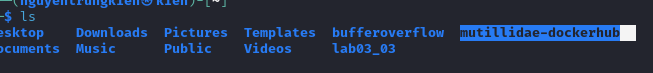 (nguyentrungkien㉿kien)-[~]
$ ls
esktop Downloads Pictures Templates bufferoverflow mutillidae-dockerhub
ocuments Music Public Videos lab03_03